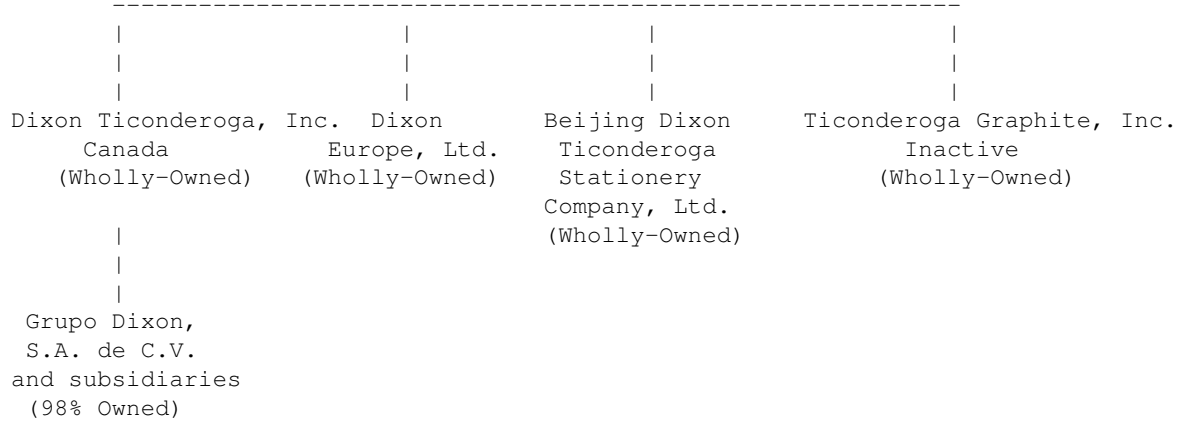 Dixon Ticonderoga, Inc. Dixon Beijing Dixon Ticonderoga Graphite, Inc.
Canada Europe, Ltd. Ticonderoga Inactive
(Wholly-Owned) (Wholly-Owned) Stationery (Wholly-Owned)
Company, Ltd.
(Wholly-Owned)
Grupo Dixon,
S.A. de C.V.
and subsidiaries
(98% Owned)